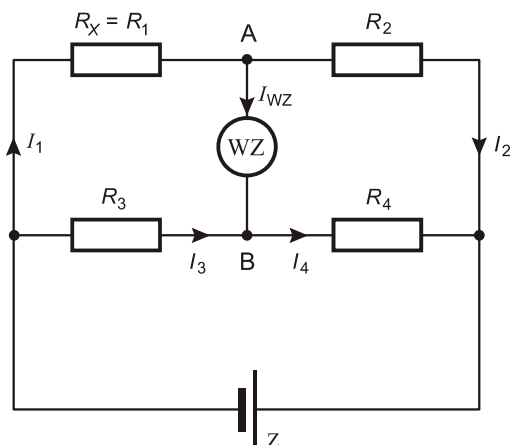 R_X = R_1
A
R_2
I_WZ
I_1
WZ
I_2
R_3
R_4
I_3
B
I_4
Z